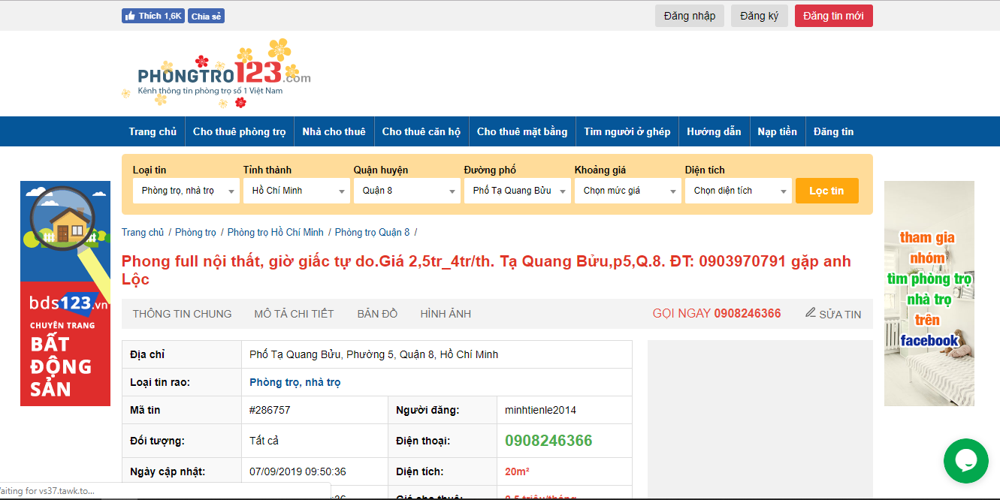 Thích 1,6K Chia sẻ Đăng nhập Đăng ký Đăng tin mới
PHONGTRO123.com
Kênh thông tin phòng trọ số 1 Việt Nam
Trang chủ Cho thuê phòng trọ Nhà cho thuê Cho thuê căn hộ Cho thuê mặt bằng Tìm người ở ghép Hướng dẫn Nạp tiền Đăng tin
Loại tin Tỉnh thành Quận huyện Đường phố Khoảng giá Diện tích
Phòng trọ, nhà trọ Hồ Chí Minh Quận 8 Phố Tạ Quang Bửu Chọn mức giá Chọn diện tích Lọc tin
Trang chủ / Phòng trọ / Phòng trọ Hồ Chí Minh / Phòng trọ Quận 8 /
Phong full nội thất, giờ giấc tự do.Giá 2,5tr_4tr/th. Tạ Quang Bửu,p5,Q.8. ĐT: 0903970791 gặp anh
Lộc
THÔNG TIN CHUNG MÔ TẢ CHI TIẾT BẢN ĐỒ HÌNH ẢNH GỌI NGAY 0908246366 SỬA TIN
Địa chỉ Phố Tạ Quang Bửu, Phường 5, Quận 8, Hồ Chí Minh
Loại tin rao: Phòng trọ, nhà trọ
Mã tin #286757 Người đăng: minhtienle2014
Đối tượng: Tất cả Điện thoại: 0908246366
Ngày cập nhật: 07/09/2019 09:50:36 Diện tích: 20m²
Giá cho thuê: 2.5 triệu/tháng
Waiting for vs37.tawk.to...
bds123.vn
CHUYÊN TRANG
BẤT
ĐỘNG
SẢN
tham gia
nhóm
tìm phòng trọ
nhà trọ
trên
facebook